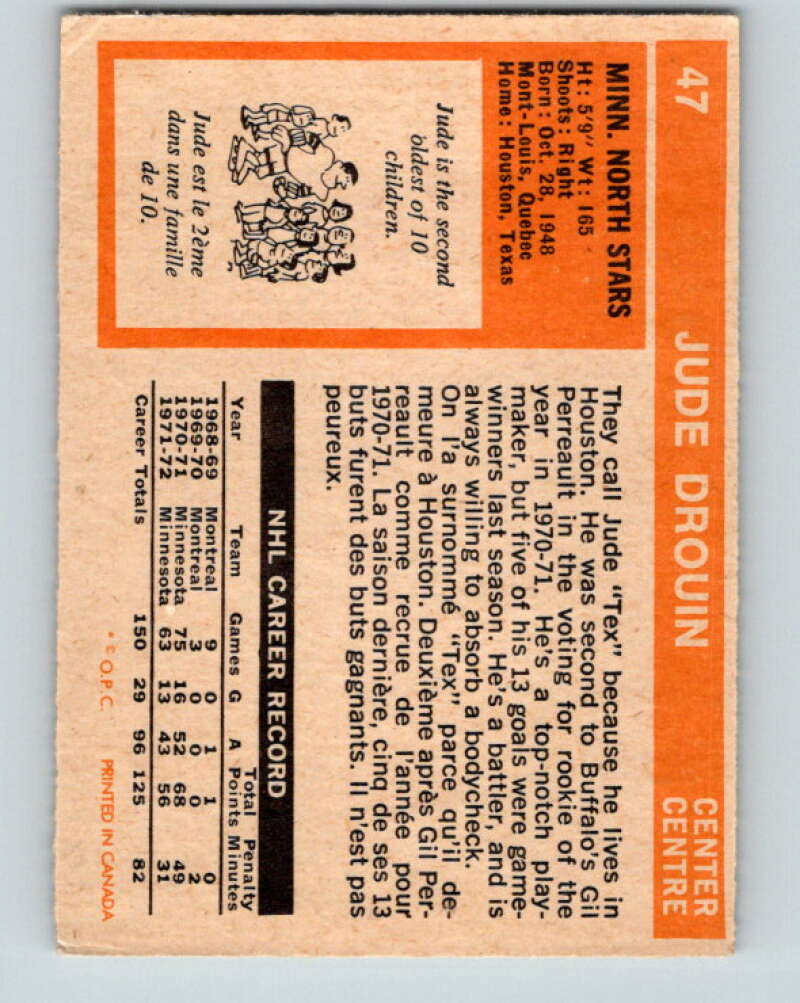 47
JUDE DROUIN
CENTER
CENTRE
MINN. NORTH STARS
Ht: 5'9" Wt: 165
Shoots: Right
Born: Oct. 28, 1948
Mont-Louis, Quebec
Home: Houston, Texas
Jude is the second
oldest of 10
children.
Jude est le 2ème
dans une famille
de 10.
They call Jude "Tex" because he lives in
Houston. He was second to Buffalo's Gil
Perreault in the voting for rookie of the
year in 1970-71. He's a top-notch play-
maker, but five of his 13 goals were game-
winners last season. He's a battler, and is
always willing to absorb a bodycheck.
On l'a surnommé "Tex" parce qu'il de-
meure à Houston. Deuxième après Gil Per-
reault comme recrue de l'année pour
1970-71. La saison dernière, cinq de ses 13
buts furent des buts gagnants. Il n'est pas
peureux.
NHL CAREER RECORD
Year Team Games G A Total Points Penalty Minutes
1968-69 Montreal 9 0 1 1 0
1969-70 Montreal 3 0 0 0 2
1970-71 Minnesota 75 16 52 68 49
1971-72 Minnesota 63 13 43 56 31
Career Totals 150 29 96 125 82
* © O.P.C. PRINTED IN CANADA